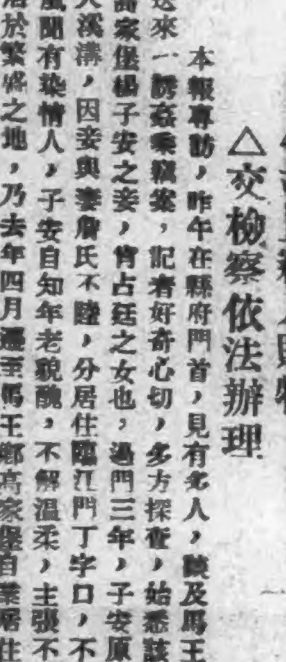 △交檢察依法辦理
本報專訪，昨午在縣府門首，見有多人，談及馬王
送來一誘姦乘竊案，記者好奇心切，多方探查，始悉該
高家堡楊子安之妾，肯占廷之女也，過門三年，子安原
大溪溝，因妾與妻詹氏不睦，分居住臨江門丁字口，不
風聞有染情人，子安自知年老貌醜，不解溫柔，主張不
居於繁盛之地，乃去年四月遷至馬王鄉高家堡自業居住